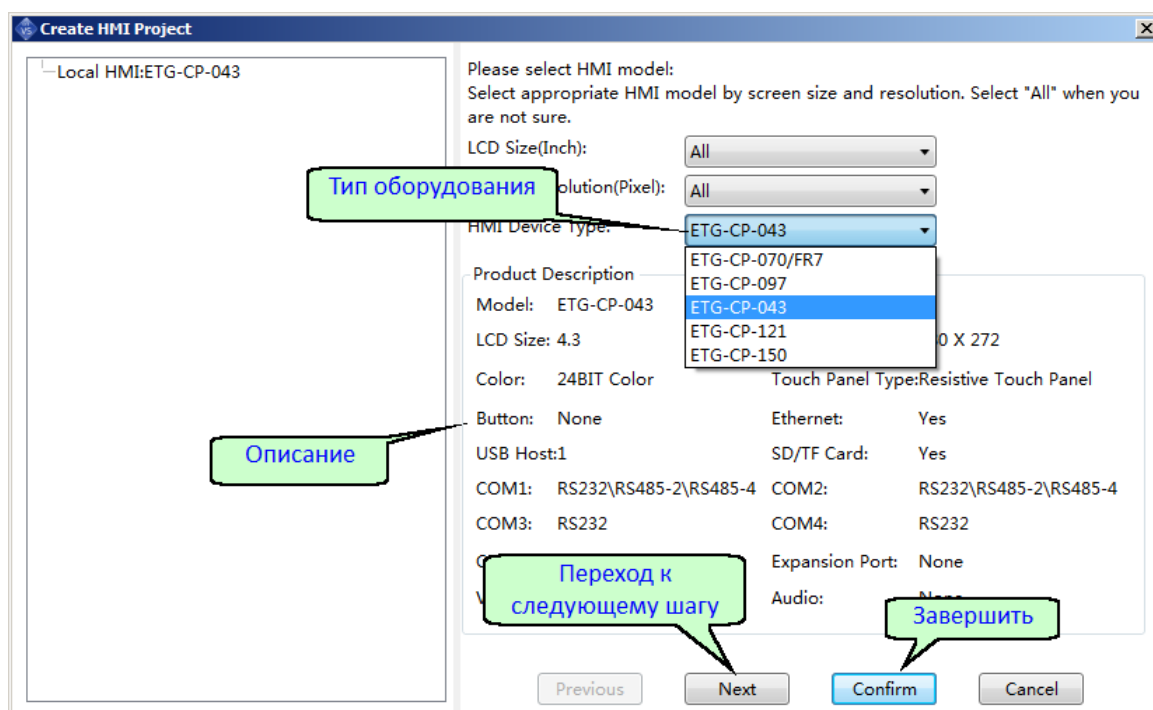 Create HMI Project
Local HMI:ETG-CP-043
Please select HMI model:
Select appropriate HMI model by screen size and resolution. Select "All" when you
are not sure.
LCD Size(Inch): All
Тип оборудования
olution(Pixel): All
HMI Device Type: ETG-CP-043
ETG-CP-070/FR7
ETG-CP-097
ETG-CP-043
ETG-CP-121
ETG-CP-150
Product Description
Model: ETG-CP-043
LCD Size: 4.3 0 X 272
Color: 24BIT Color Touch Panel Type:Resistive Touch Panel
Button: None Ethernet: Yes
Описание
USB Host:1 SD/TF Card: Yes
COM1: RS232\RS485-2\RS485-4 COM2: RS232\RS485-2\RS485-4
COM3: RS232 COM4: RS232
Expansion Port: None
Переход к
следующему шагу
Audio: None
Завершить
Previous Next Confirm Cancel